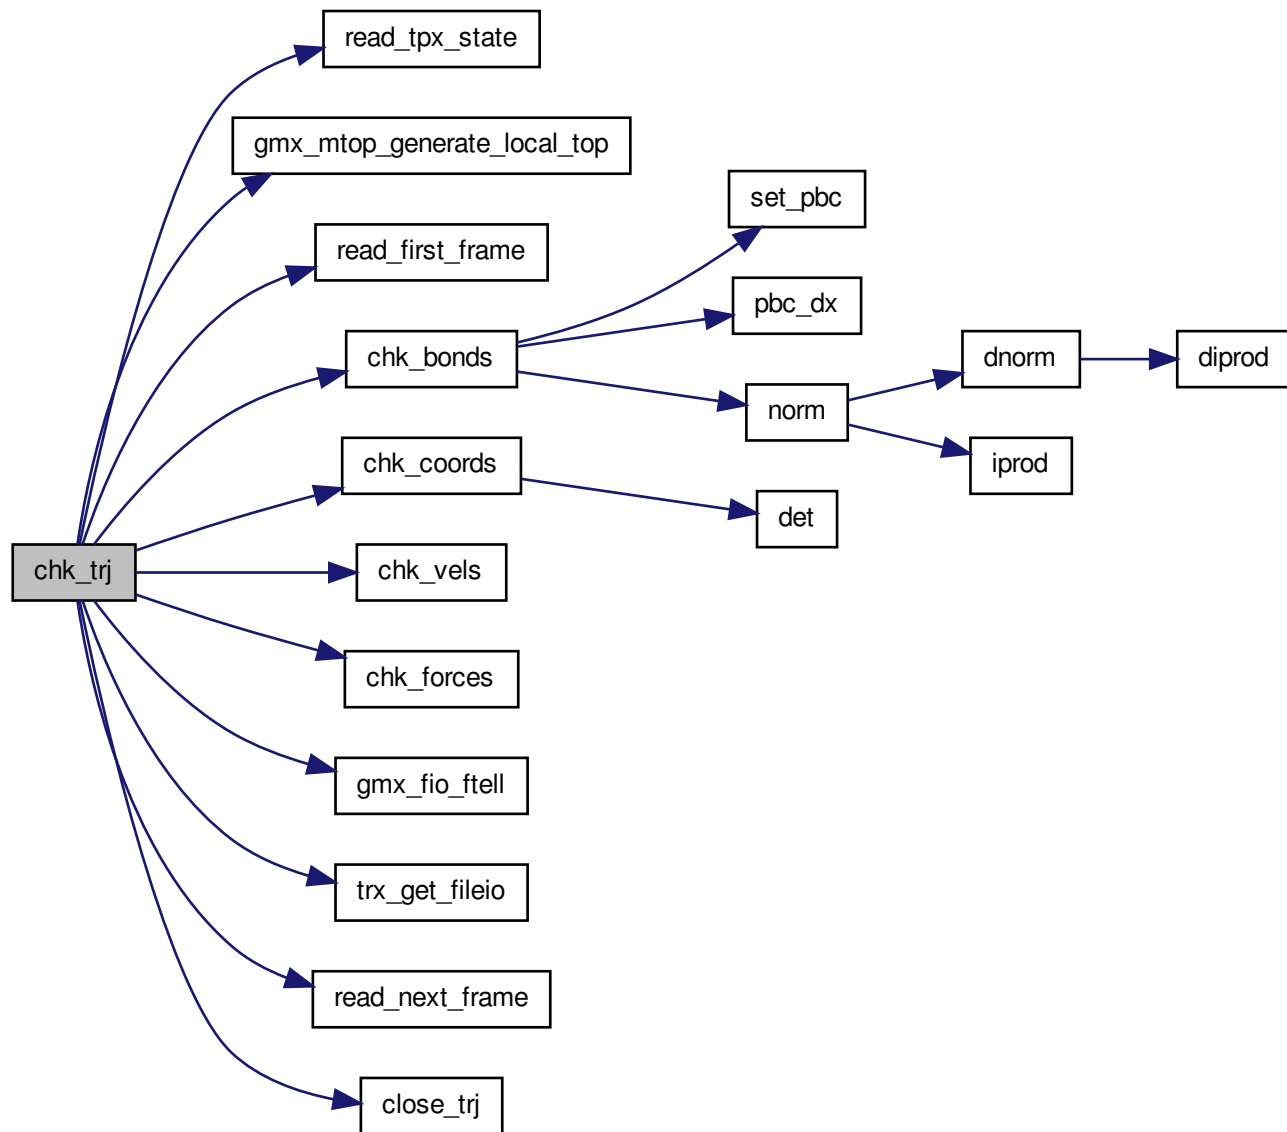 read_tpx_state
gmx_mtop_generate_local_top
set_pbc
read_first_frame
pbc_dx
chk_bonds
dnorm
diprod
norm
chk_coords
iprod
det
chk_trj
chk_vels
chk_forces
gmx_fio_ftell
trx_get_fileio
read_next_frame
close_trj